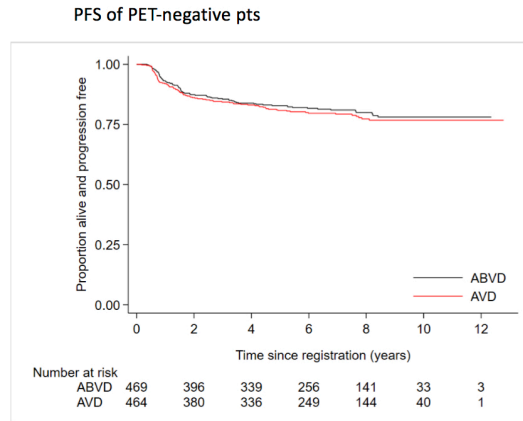 PFS of PET-negative pts
Proportion alive and progression free
1.00
0.75
0.50
0.25
0.00
ABVD
AVD
0 2 4 6 8 10 12
Time since registration (years)
Number at risk
ABVD 469 396 339 256 141 33 3
AVD 464 380 336 249 144 40 1